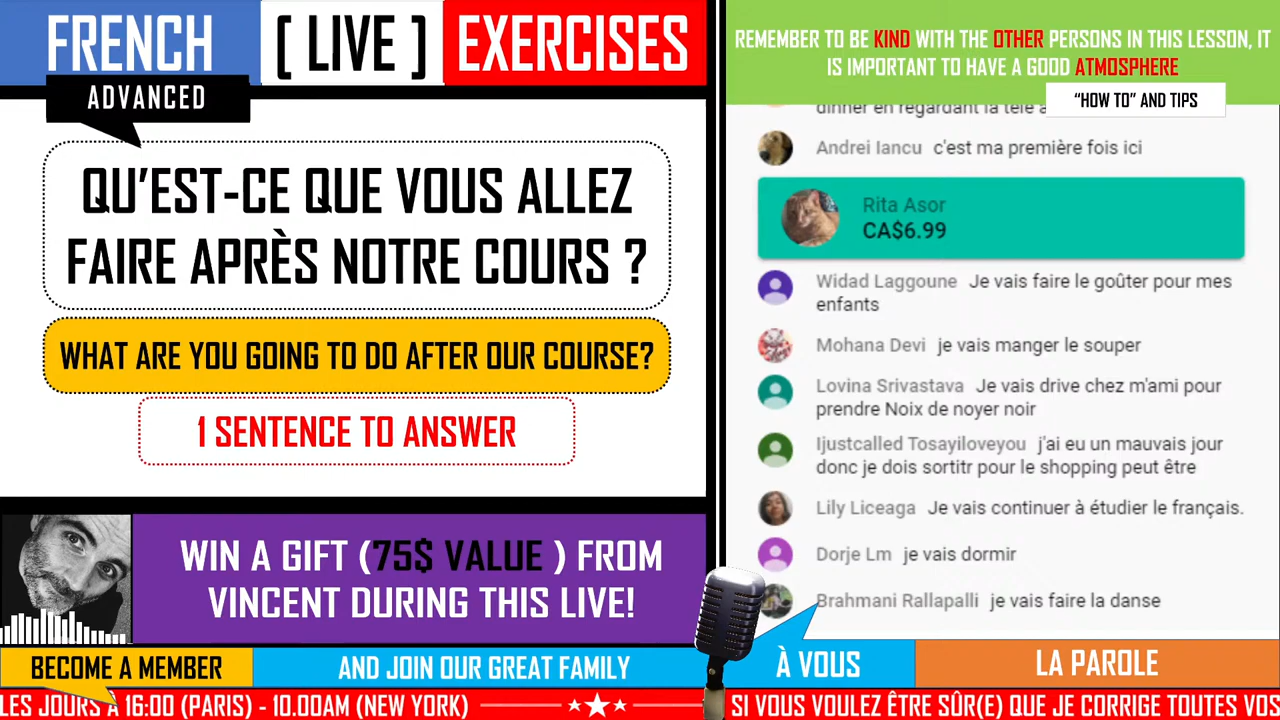 FRENCH [ LIVE ] EXERCISES
ADVANCED
QU'EST-CE QUE VOUS ALLEZ
FAIRE APRÈS NOTRE COURS ?
WHAT ARE YOU GOING TO DO AFTER OUR COURSE?
1 SENTENCE TO ANSWER
WIN A GIFT (75$ VALUE ) FROM
VINCENT DURING THIS LIVE!
BECOME A MEMBER
AND JOIN OUR GREAT FAMILY
REMEMBER TO BE KIND WITH THE OTHER PERSONS IN THIS LESSON, IT
IS IMPORTANT TO HAVE A GOOD ATMOSPHERE
"HOW TO" AND TIPS
dinner en regardant la télé a
Andrei Iancu c'est ma première fois ici
Rita Asor
CA$6.99
Widad Laggoune Je vais faire le goûter pour mes
enfants
Mohana Devi je vais manger le souper
Lovina Srivastava Je vais drive chez m'ami pour
prendre Noix de noyer noir
Ijustcalled Tosayiloveyou j'ai eu un mauvais jour
donc je dois sortitr pour le shopping peut être
Lily Liceaga Je vais continuer à étudier le français.
Dorje Lm je vais dormir
Brahmani Rallapalli je vais faire la danse
À VOUS
LA PAROLE
LES JOURS À 16:00 (PARIS) - 10.00AM (NEW YORK)
SI VOUS VOULEZ ÊTRE SÛR(E) QUE JE CORRIGE TOUTES VOS